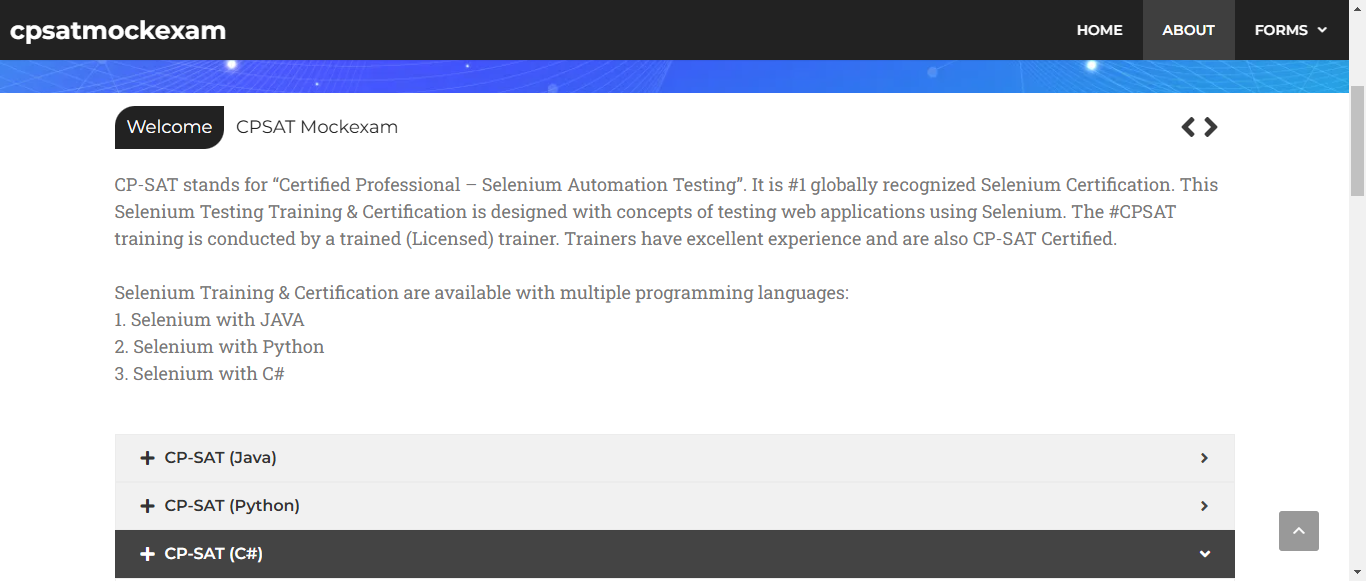 cpsatmockexam
HOME
ABOUT
FORMS
Welcome
CPSAT Mockexam
CP-SAT stands for “Certified Professional – Selenium Automation Testing”. It is #1 globally recognized Selenium Certification. This
Selenium Testing Training & Certification is designed with concepts of testing web applications using Selenium. The #CPSAT
training is conducted by a trained (Licensed) trainer. Trainers have excellent experience and are also CP-SAT Certified.
Selenium Training & Certification are available with multiple programming languages:
1. Selenium with JAVA
2. Selenium with Python
3. Selenium with C#
CP-SAT (Java)
CP-SAT (Python)
CP-SAT (C#)